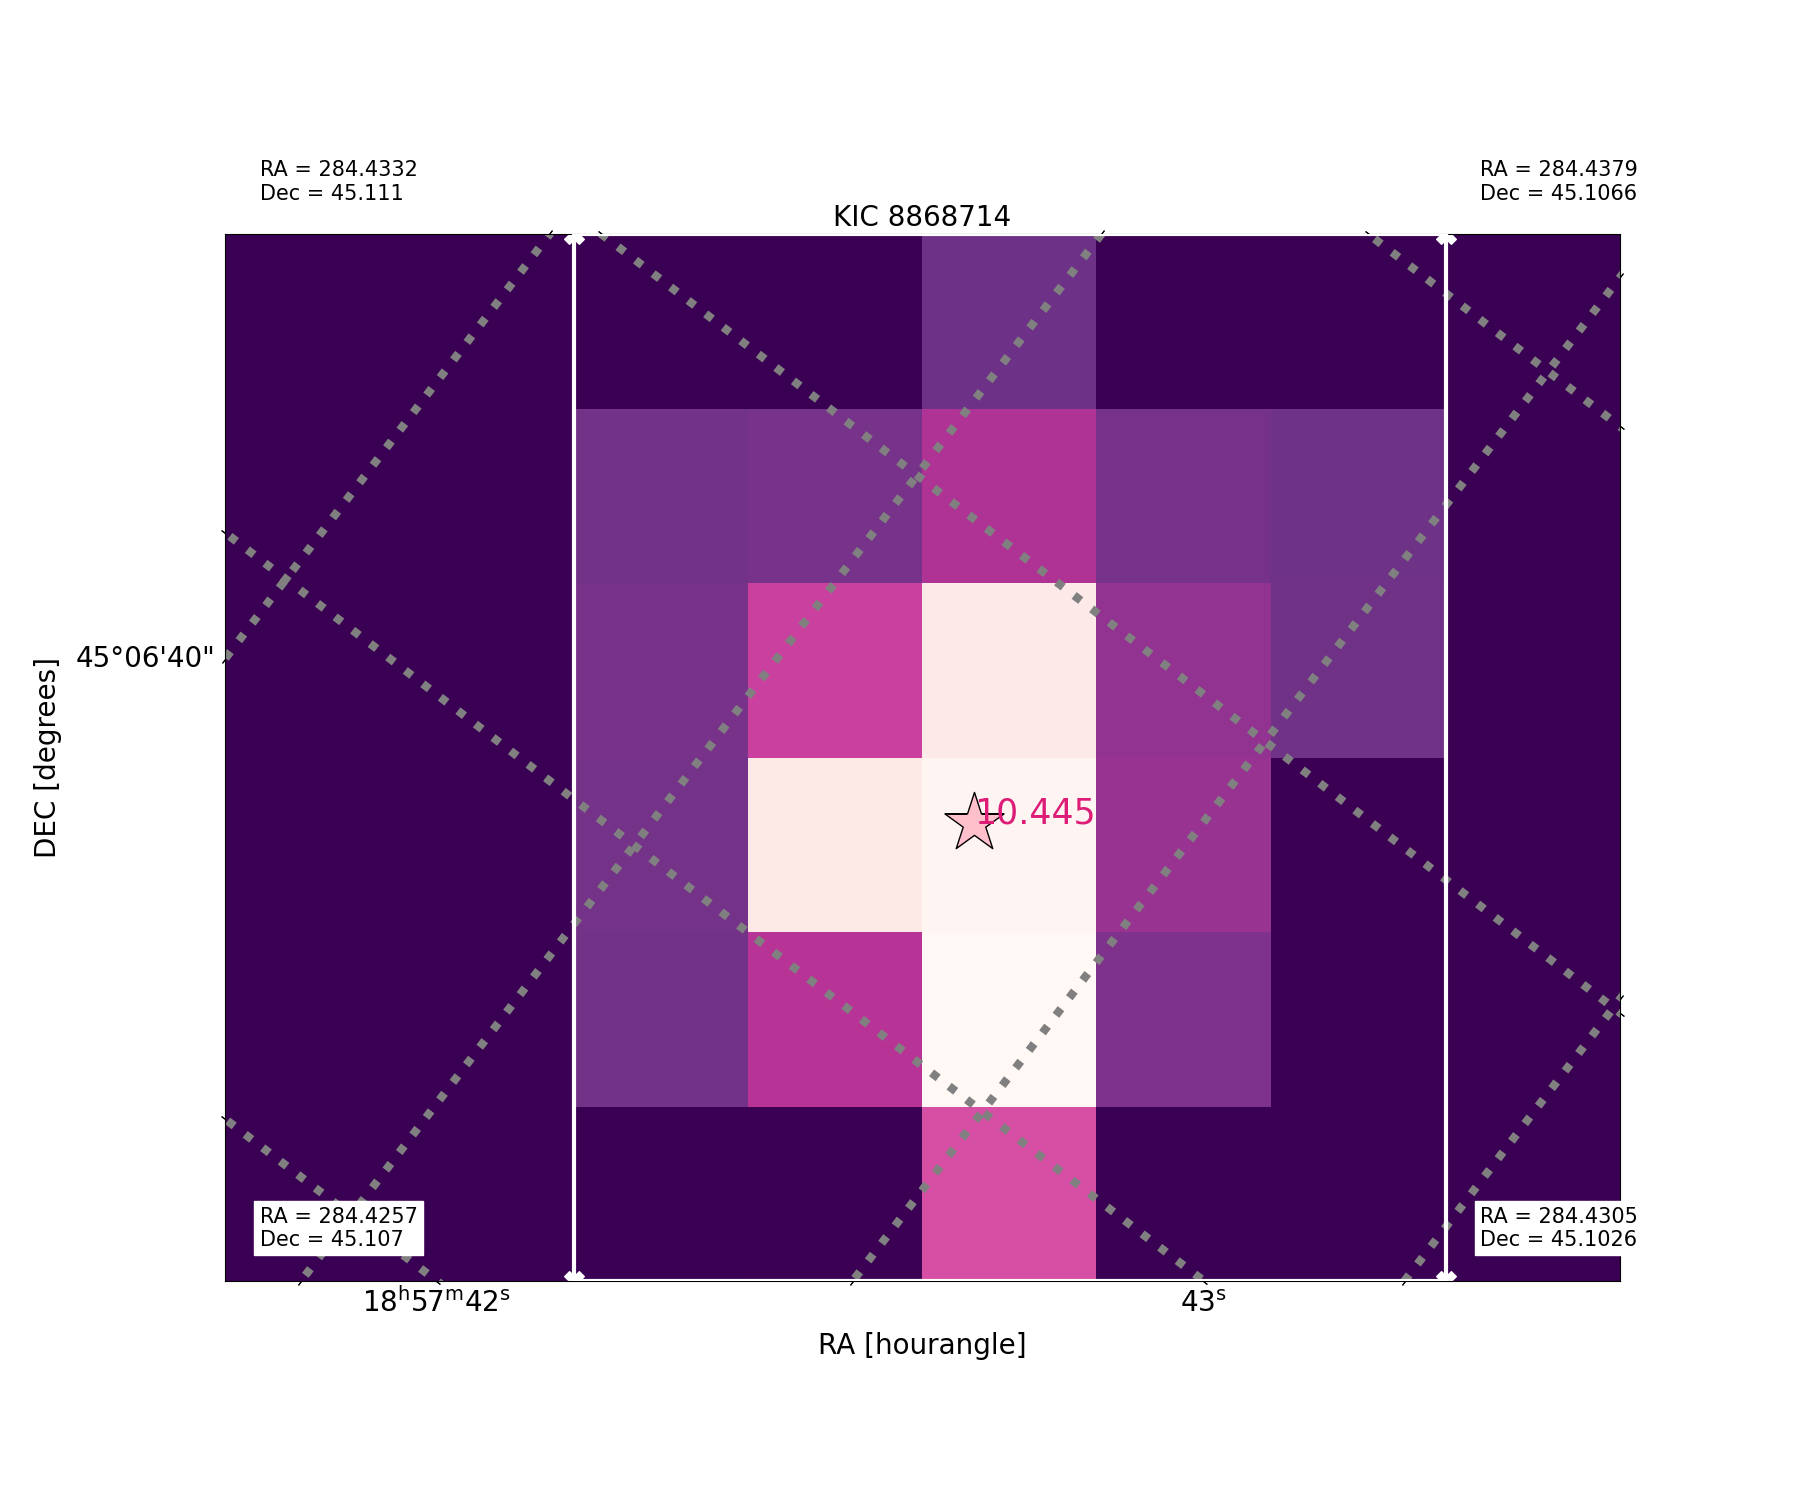 RA = 284.4332
Dec = 45.111
RA = 284.4379
Dec = 45.1066
KIC 8868714
45°06'40"
DEC [degrees]
10.445
RA = 284.4257
Dec = 45.107
RA = 284.4305
Dec = 45.1026
18ʰ57ᵐ42ˢ
43ˢ
RA [hourangle]